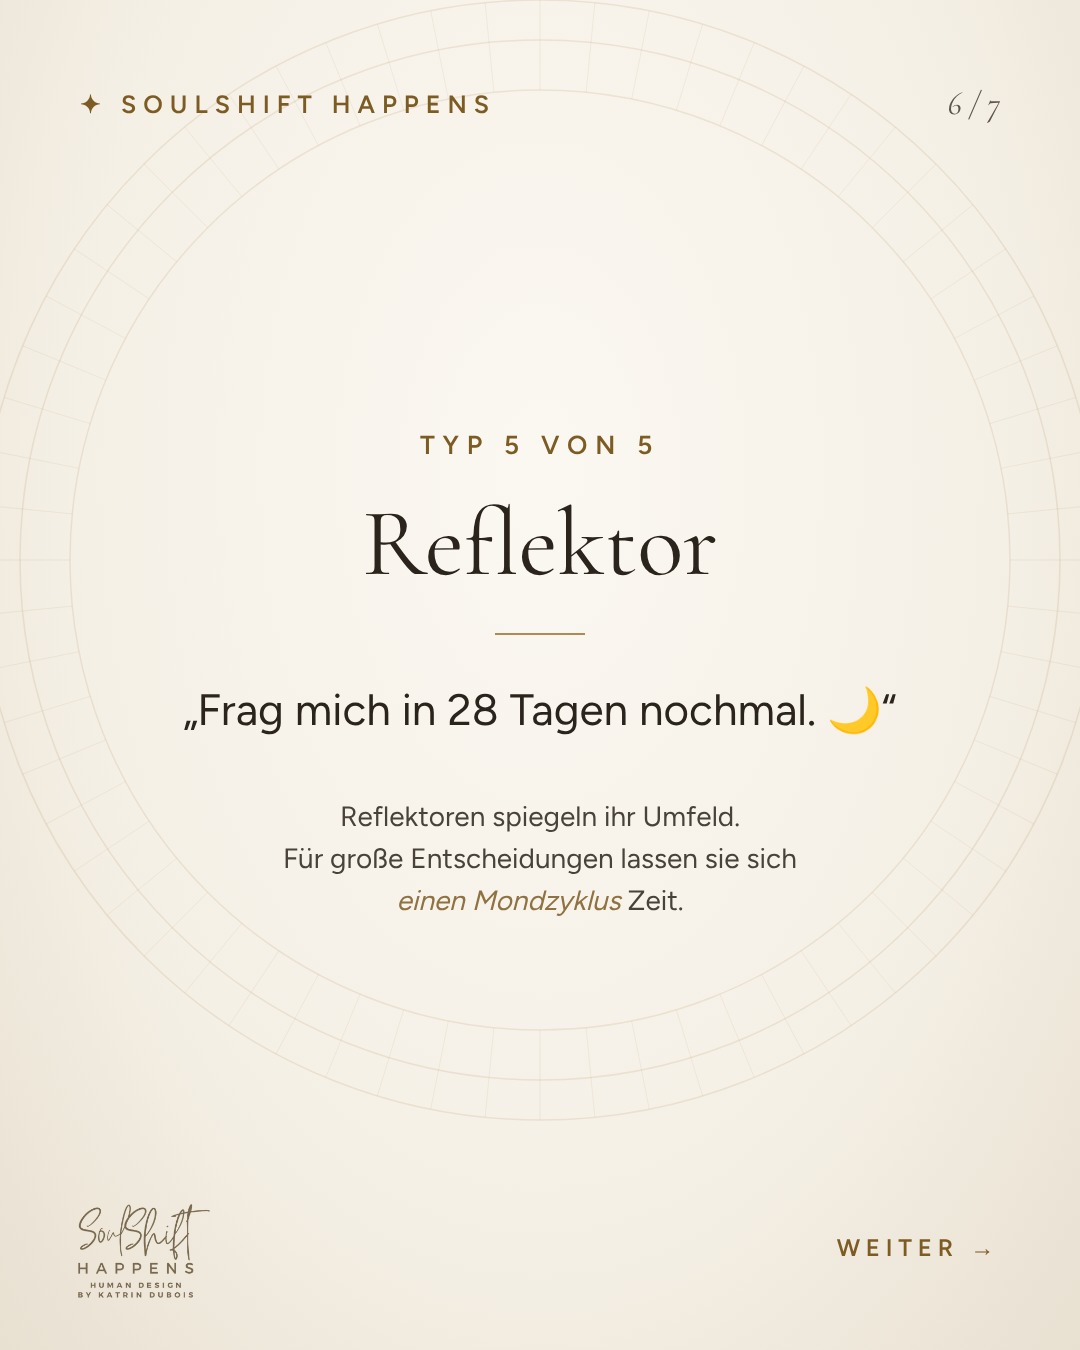 ✦ SOULSHIFT HAPPENS
6/7
TYP 5 VON 5
Reflektor
„Frag mich in 28 Tagen nochmal. 🌙“
Reflektoren spiegeln ihr Umfeld.
Für große Entscheidungen lassen sie sich
einen Mondzyklus Zeit.
SoulShift
HAPPENS
HUMAN DESIGN
BY KATRIN DUBOIS
WEITER →